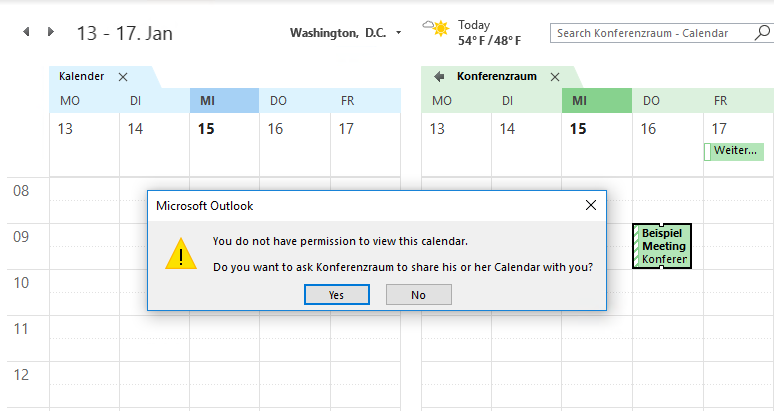 13 - 17. Jan
Washington, D.C.
Today
54° F / 48° F
Search Konferenzraum - Calendar
Kalender
Konferenzraum
MO DI MI DO FR
MO DI MI DO FR
13 14 15 16 17
13 14 15 16 17
Weiter...
08
09
10
11
12
Beispiel
Meeting
Konferer
Microsoft Outlook
You do not have permission to view this calendar.
Do you want to ask Konferenzraum to share his or her Calendar with you?
Yes
No